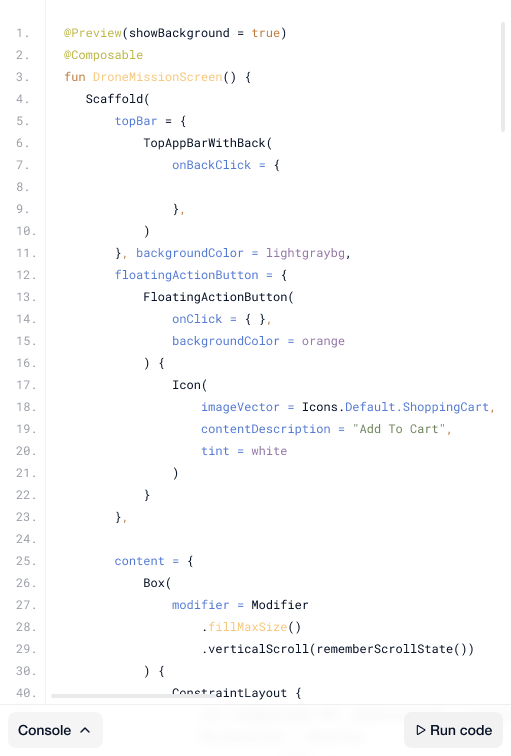 1. @Preview(showBackground = true)
2. @Composable
3. fun DroneMissionScreen() {
4. Scaffold(
5. topBar = {
6. TopAppBarWithBack(
7. onBackClick = {
8.
9. },
10. )
11. }, backgroundColor = lightgraybg,
12. floatingActionButton = {
13. FloatingActionButton(
14. onClick = { },
15. backgroundColor = orange
16. ) {
17. Icon(
18. imageVector = Icons.Default.ShoppingCart,
19. contentDescription = "Add To Cart",
20. tint = white
21. )
22. }
23. },
24.
25. content = {
26. Box(
27. modifier = Modifier
28. .fillMaxSize()
29. .verticalScroll(rememberScrollState())
30. ) {
40. ConstraintLayout {
Console Run code